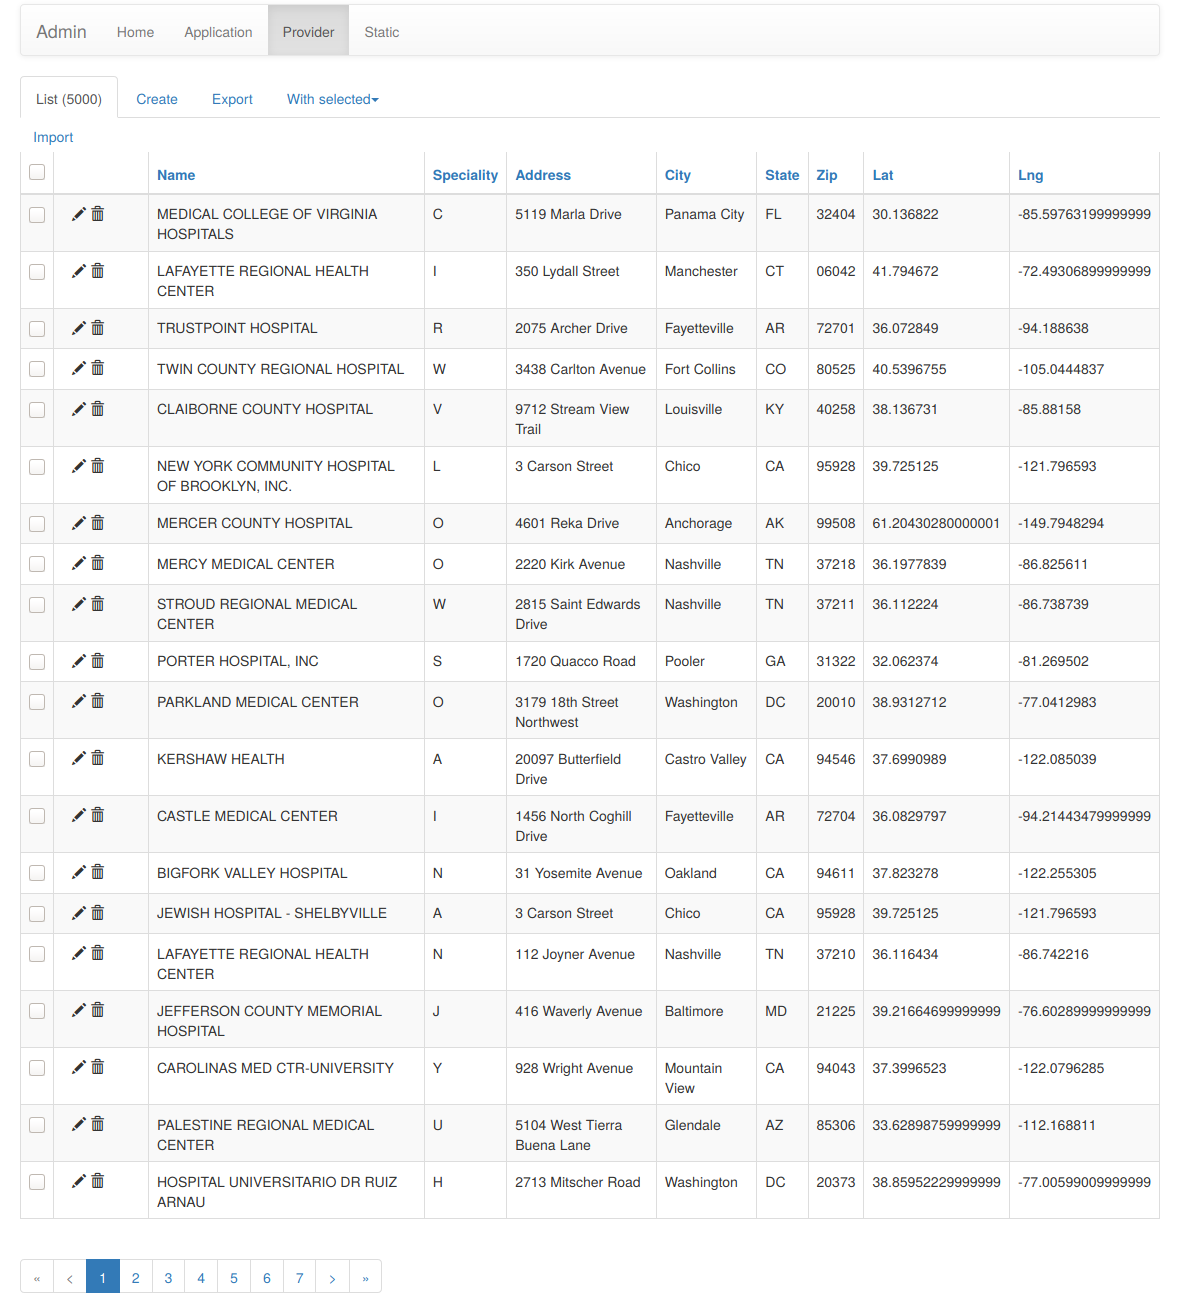 Admin Home Application Provider Static
List (5000) Create Export With selected
Import
Name Speciality Address City State Zip Lat Lng
MEDICAL COLLEGE OF VIRGINIA C 5119 Marla Drive Panama City FL 32404 30.136822 -85.59763199999999
HOSPITALS
LAFAYETTE REGIONAL HEALTH I 350 Lydall Street Manchester CT 06042 41.794672 -72.49306899999999
CENTER
TRUSTPOINT HOSPITAL R 2075 Archer Drive Fayetteville AR 72701 36.072849 -94.188638
TWIN COUNTY REGIONAL HOSPITAL W 3438 Carlton Avenue Fort Collins CO 80525 40.5396755 -105.0444837
CLAIBORNE COUNTY HOSPITAL V 9712 Stream View Louisville KY 40258 38.136731 -85.88158
Trail
NEW YORK COMMUNITY HOSPITAL L 3 Carson Street Chico CA 95928 39.725125 -121.796593
OF BROOKLYN, INC.
MERCER COUNTY HOSPITAL O 4601 Reka Drive Anchorage AK 99508 61.20430280000001 -149.7948294
MERCY MEDICAL CENTER O 2220 Kirk Avenue Nashville TN 37218 36.1977839 -86.825611
STROUD REGIONAL MEDICAL W 2815 Saint Edwards Nashville TN 37211 36.112224 -86.738739
CENTER Drive
PORTER HOSPITAL, INC S 1720 Quacco Road Pooler GA 31322 32.062374 -81.269502
PARKLAND MEDICAL CENTER O 3179 18th Street Washington DC 20010 38.9312712 -77.0412983
Northwest
KERSHAW HEALTH A 20097 Butterfield Castro Valley CA 94546 37.6990989 -122.085039
Drive
CASTLE MEDICAL CENTER I 1456 North Coghill Fayetteville AR 72704 36.0829797 -94.21443479999999
Drive
BIGFORK VALLEY HOSPITAL N 31 Yosemite Avenue Oakland CA 94611 37.823278 -122.255305
JEWISH HOSPITAL - SHELBYVILLE A 3 Carson Street Chico CA 95928 39.725125 -121.796593
LAFAYETTE REGIONAL HEALTH N 112 Joyner Avenue Nashville TN 37210 36.116434 -86.742216
CENTER
JEFFERSON COUNTY MEMORIAL J 416 Waverly Avenue Baltimore MD 21225 39.21664699999999 -76.60289999999999
HOSPITAL
CAROLINAS MED CTR-UNIVERSITY Y 928 Wright Avenue Mountain CA 94043 37.3996523 -122.0796285
View
PALESTINE REGIONAL MEDICAL U 5104 West Tierra Glendale AZ 85306 33.62898759999999 -112.168811
CENTER Buena Lane
HOSPITAL UNIVERSITARIO DR RUIZ H 2713 Mitscher Road Washington DC 20373 38.85952229999999 -77.00599009999999
ARNAU
« < 1 2 3 4 5 6 7 > »